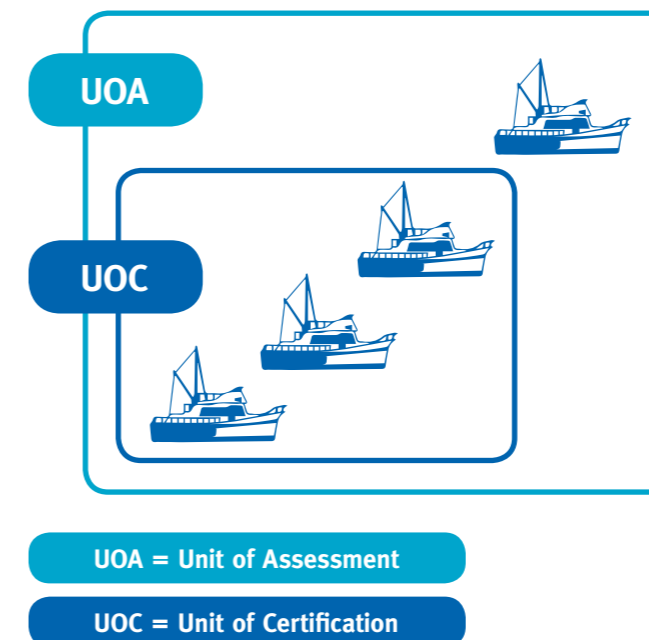 UOA
UOC
UOA = Unit of Assessment
UOC = Unit of Certification